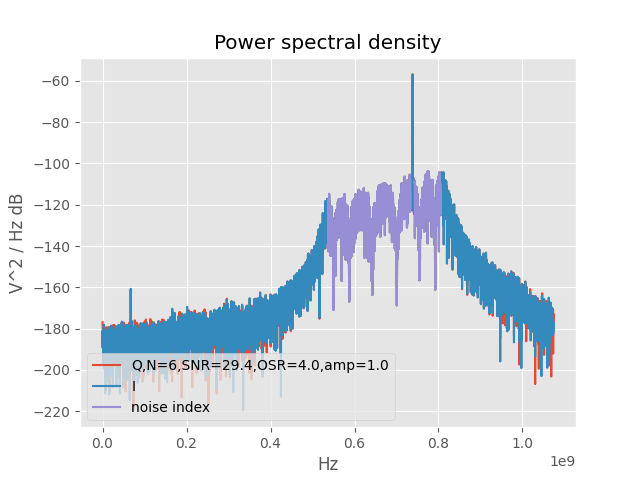 Power spectral density
V^2 / Hz dB
−60
−80
−100
−120
−140
−160
−180
−200
−220
Q,N=6,SNR=29.4,OSR=4.0,amp=1.0
I
noise index
0.0 0.2 0.4 0.6 0.8 1.0
1e9
Hz